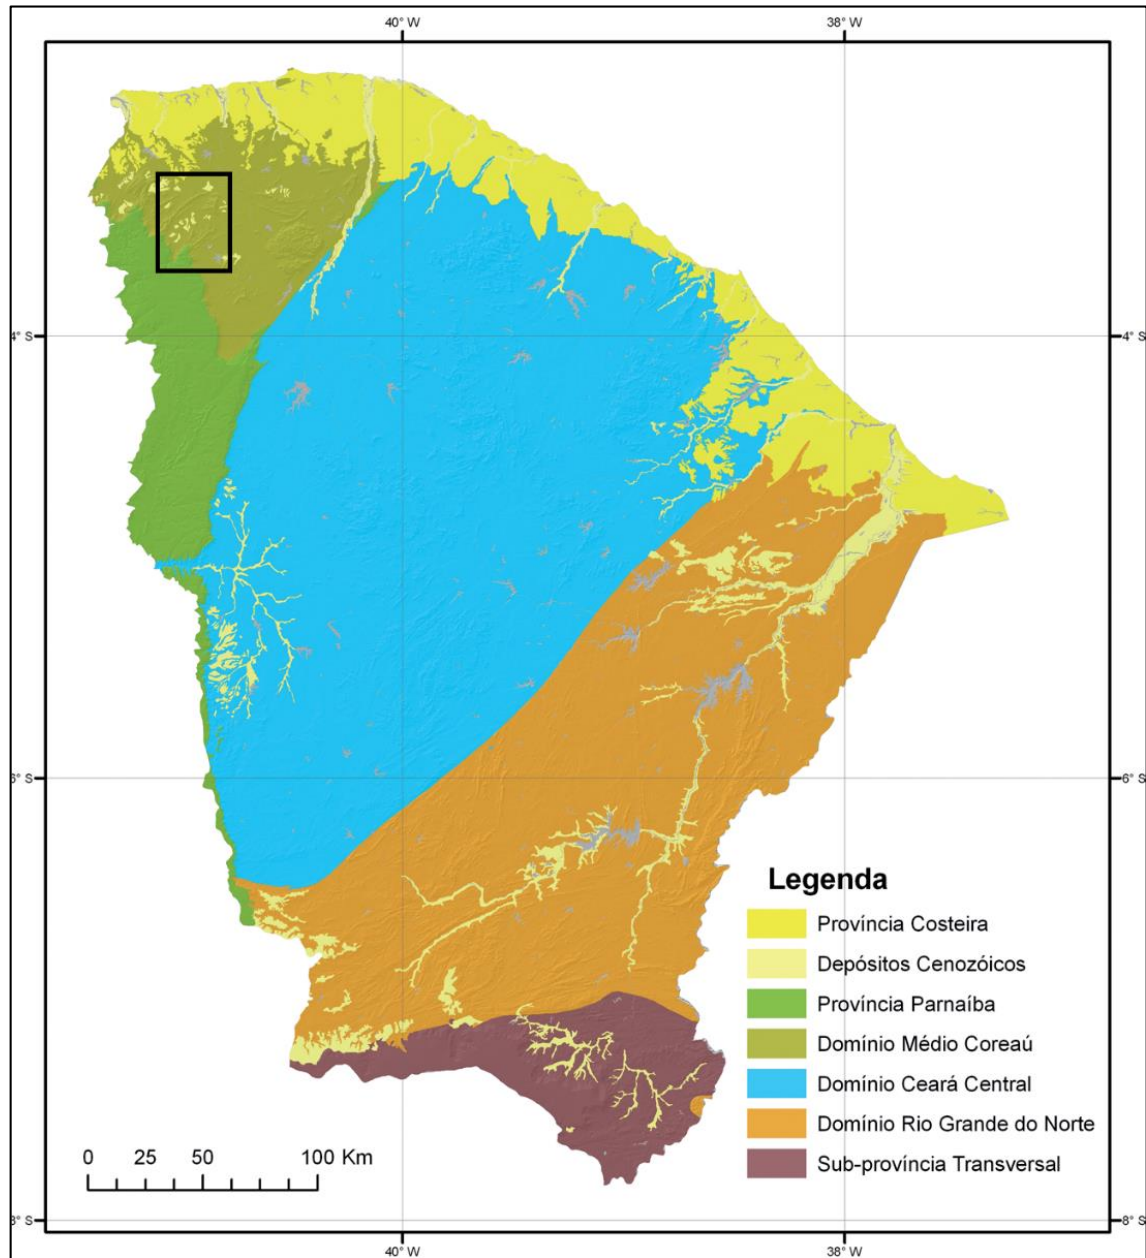 40° W
38° W
4° S
4° S
6° S
6° S
Legenda
Província Costeira
Depósitos Cenozóicos
Província Parnaíba
Domínio Médio Coreaú
Domínio Ceará Central
Domínio Rio Grande do Norte
Sub-província Transversal
0 25 50 100 Km
8° S
8° S
40° W
38° W